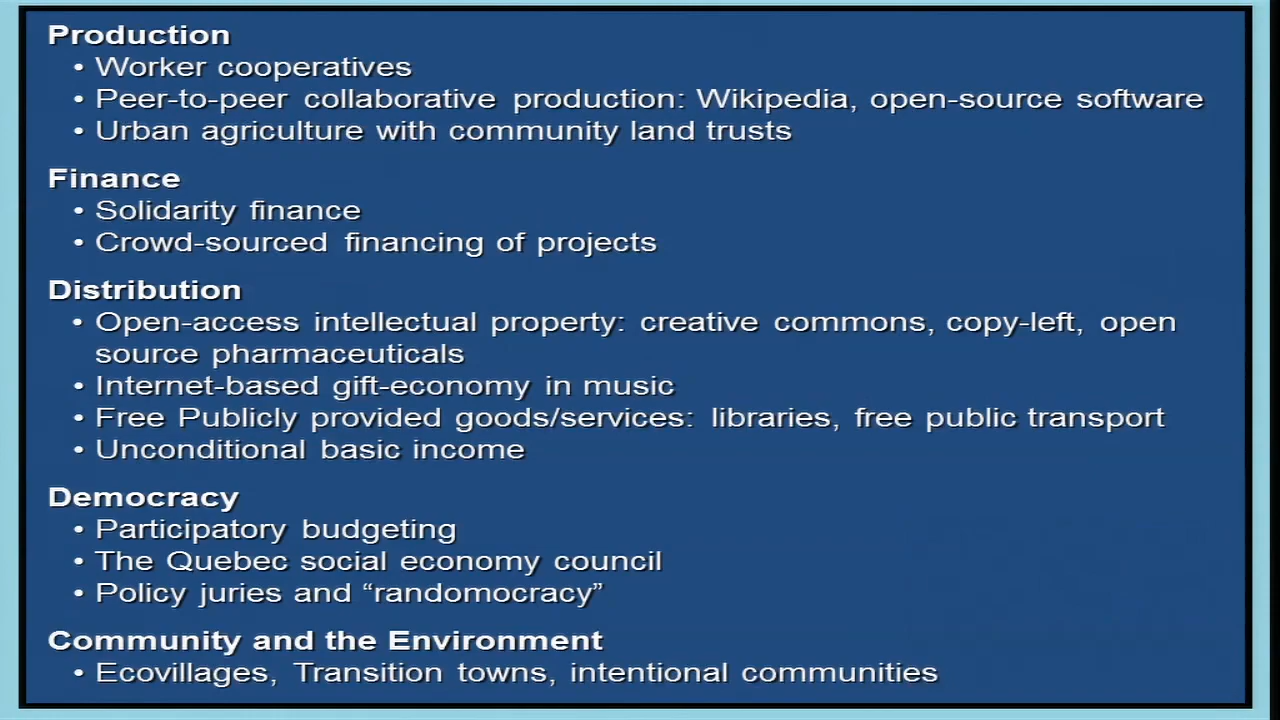 Production
• Worker cooperatives
• Peer-to-peer collaborative production: Wikipedia, open-source software
• Urban agriculture with community land trusts
Finance
• Solidarity finance
• Crowd-sourced financing of projects
Distribution
• Open-access intellectual property: creative commons, copy-left, open
source pharmaceuticals
• Internet-based gift-economy in music
• Free Publicly provided goods/services: libraries, free public transport
• Unconditional basic income
Democracy
• Participatory budgeting
• The Quebec social economy council
• Policy juries and “randomocracy”
Community and the Environment
• Ecovillages, Transition towns, intentional communities